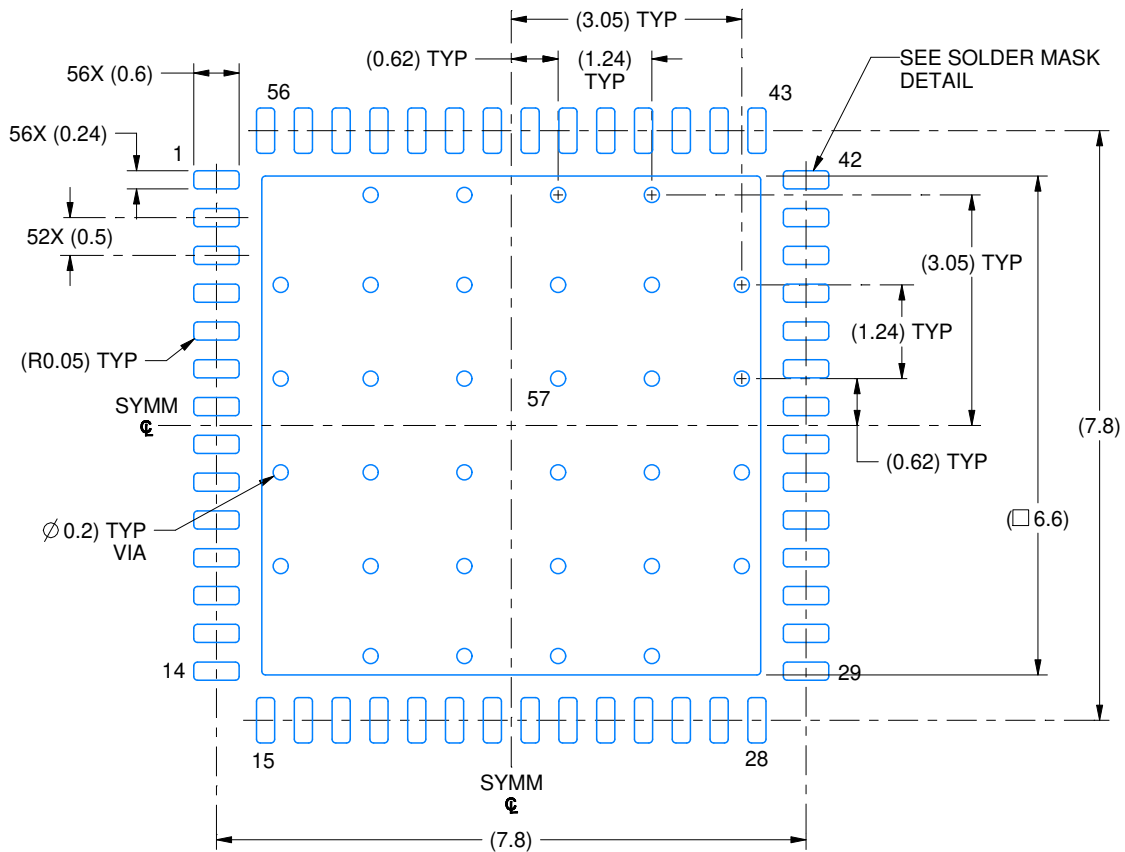 (3.05) TYP
(0.62) TYP
(1.24)
TYP
SEE SOLDER MASK
DETAIL
56X (0.6)
56
43
56X (0.24)
1
42
52X (0.5)
(3.05) TYP
(1.24) TYP
(R0.05) TYP
57
SYMM
℄
(7.8)
(0.62) TYP
(□ 6.6)
∅ 0.2) TYP
VIA
14
29
15
28
SYMM
℄
(7.8)